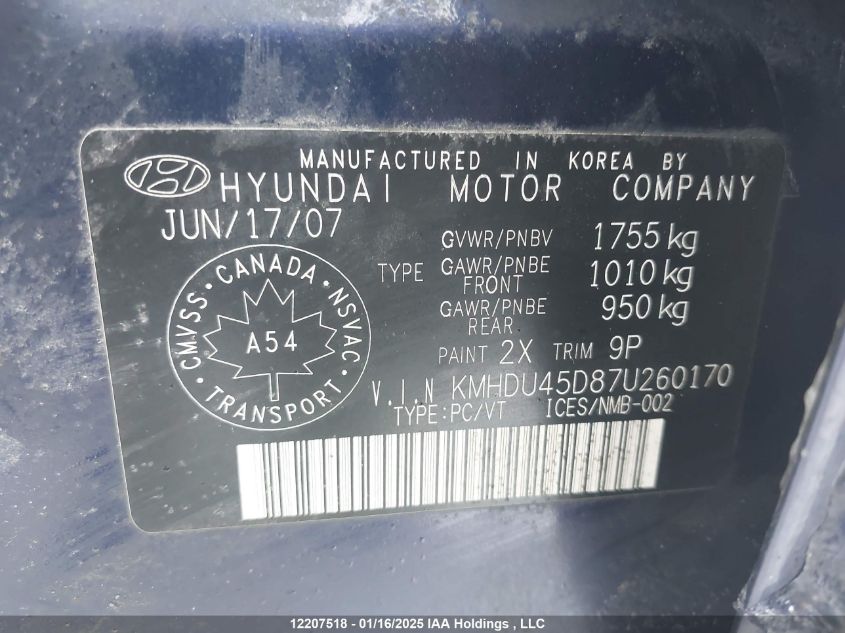 MANUFACTURED IN KOREA BY
HYUNDAI MOTOR COMPANY
JUN/17/07
GVWR/PNBV 1755 kg
TYPE GAWR/PNBE FRONT 1010 kg
GAWR/PNBE REAR 950 kg
CANADA
CMVSS · NSVAC
A54
TRANSPORT
PAINT 2X TRIM 9P
V.I.N KMHDU45D87U260170
TYPE:PC/VT ICES/NMB-002
12207518 - 01/16/2025 IAA Holdings , LLC